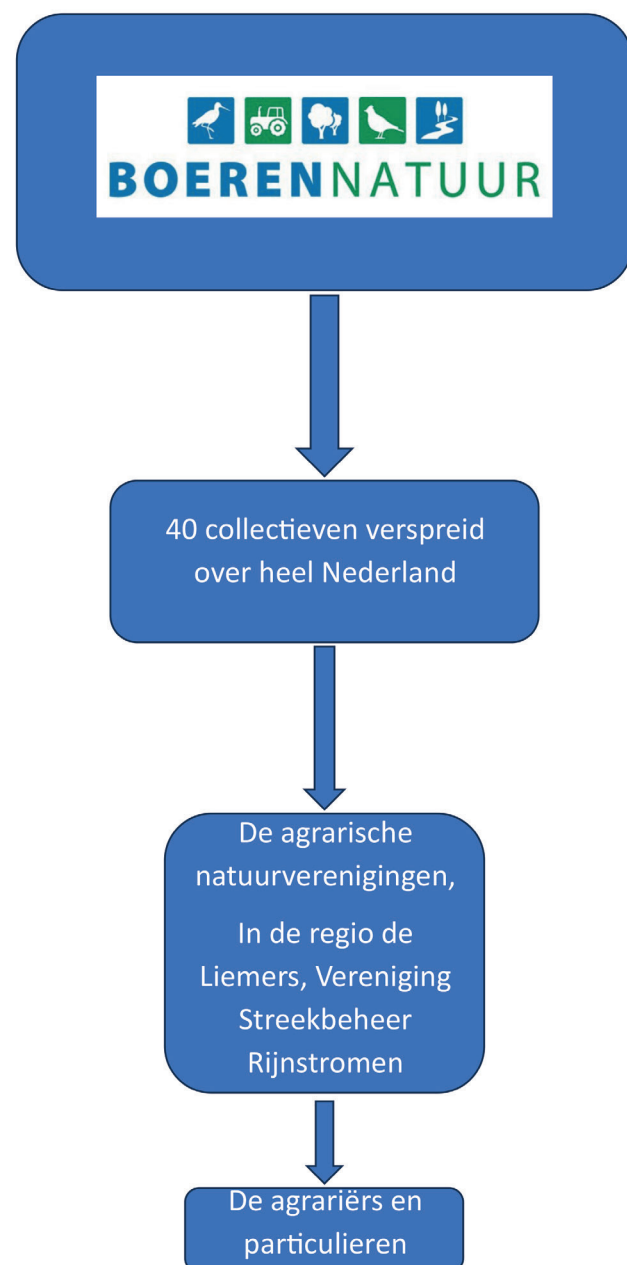 BOERENNATUUR
40 collectieven verspreid
over heel Nederland
De agrarische
natuurverenigingen,
In de regio de
Liemers, Vereniging
Streekbeheer
Rijnstromen
De agrariërs en
particulieren